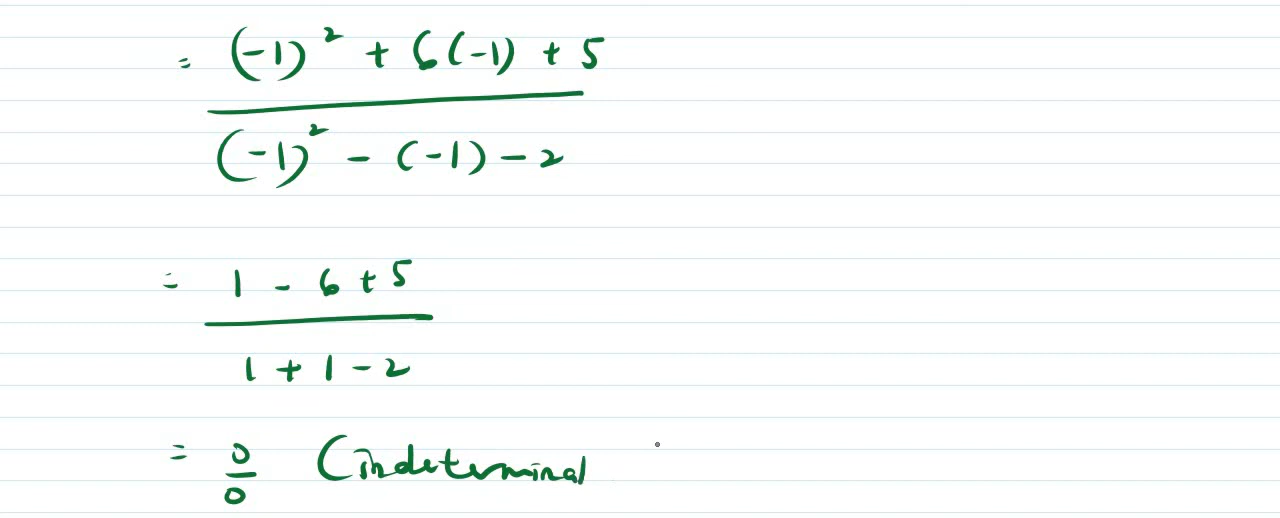 = (-1)² + 6(-1) + 5
(-1)² - (-1) - 2
= 1 - 6 + 5
1 + 1 - 2
= 0
0 (indeterminal